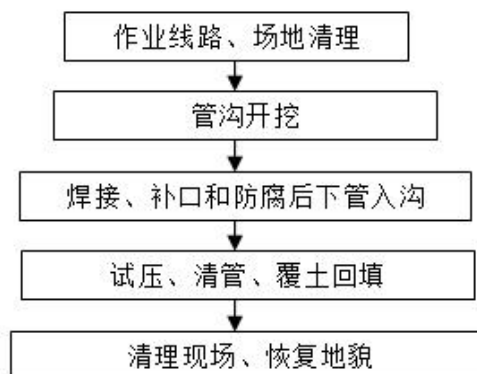 作业线路、场地清理
管沟开挖
焊接、补口和防腐后下管入沟
试压、清管、覆土回填
清理现场、恢复地貌